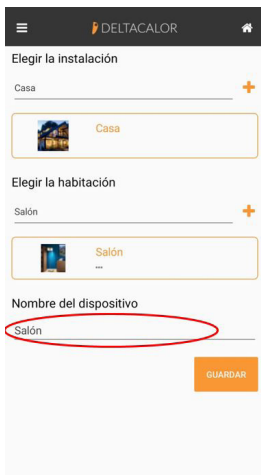 DELTACALOR
Elegir la instalación
Casa
Casa
Elegir la habitación
Salón
Salón
...
Nombre del dispositivo
Salón
GUARDAR